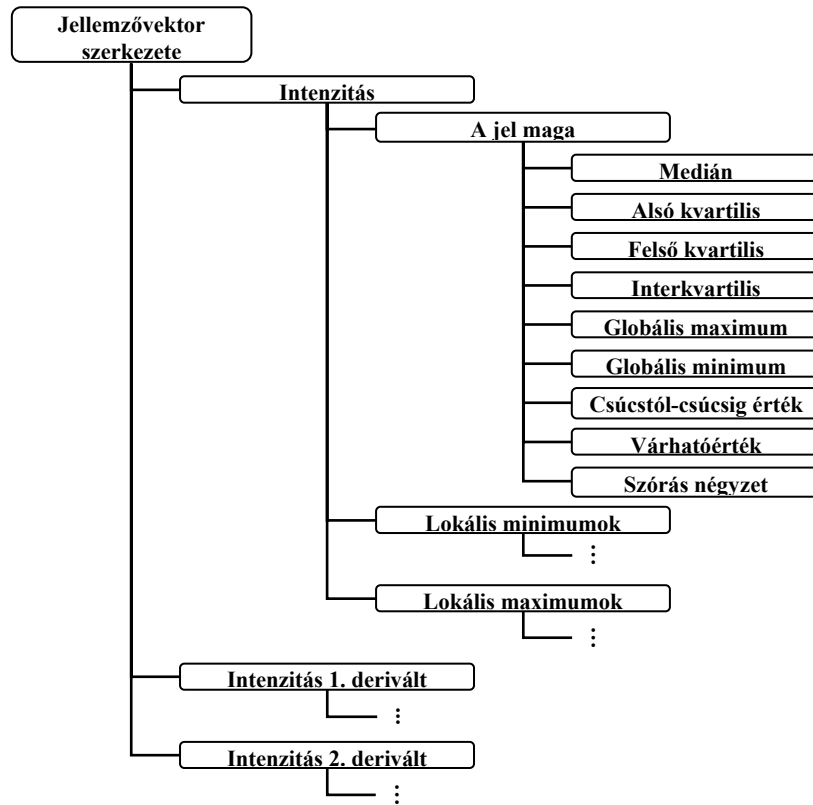 Jellemzővektor
szerkezete
Intenzitás
A jel maga
Medián
Alsó kvartilis
Felső kvartilis
Interkvartilis
Globális maximum
Globális minimum
Csúcstól-csúcsig érték
Várhatóérték
Szórás négyzet
Lokális minimumok
⋮
Lokális maximumok
⋮
Intenzitás 1. derivált
⋮
Intenzitás 2. derivált
⋮